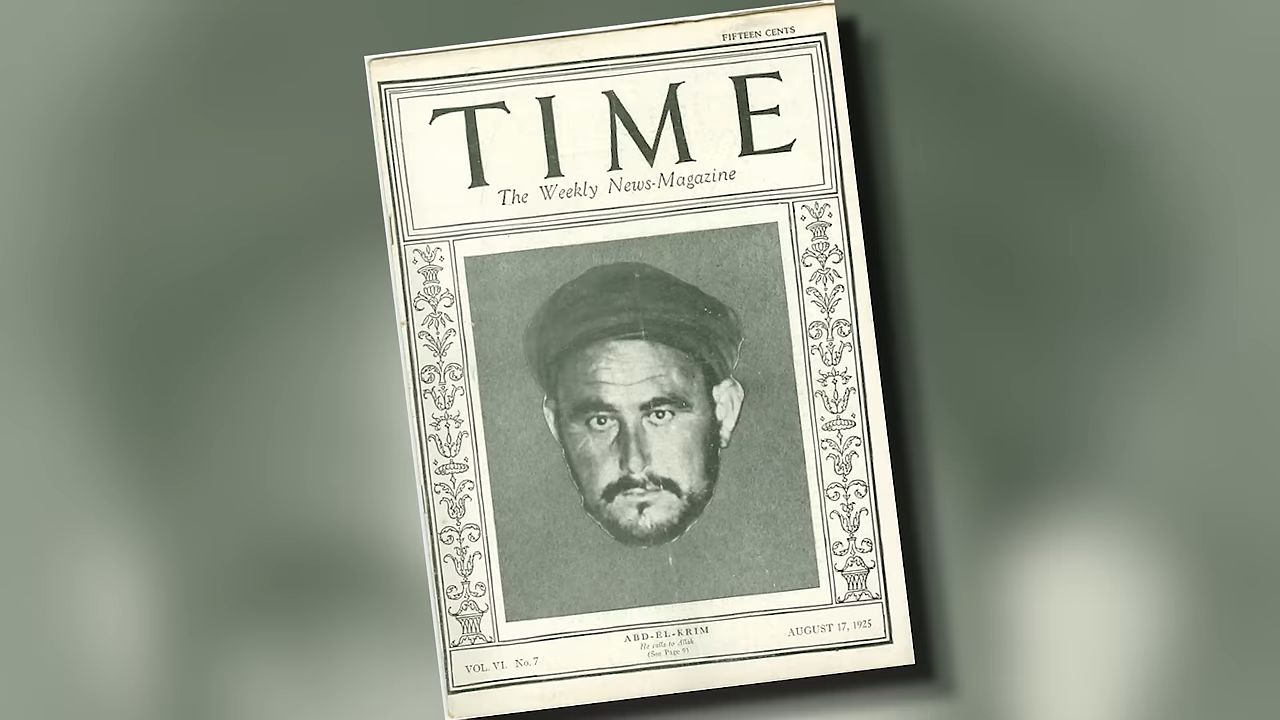 FIFTEEN CENTS
TIME
The Weekly News-Magazine
ABD-EL-KRIM
He calls to Allah
(See Page 9)
VOL. VI. No. 7
AUGUST 17, 1925